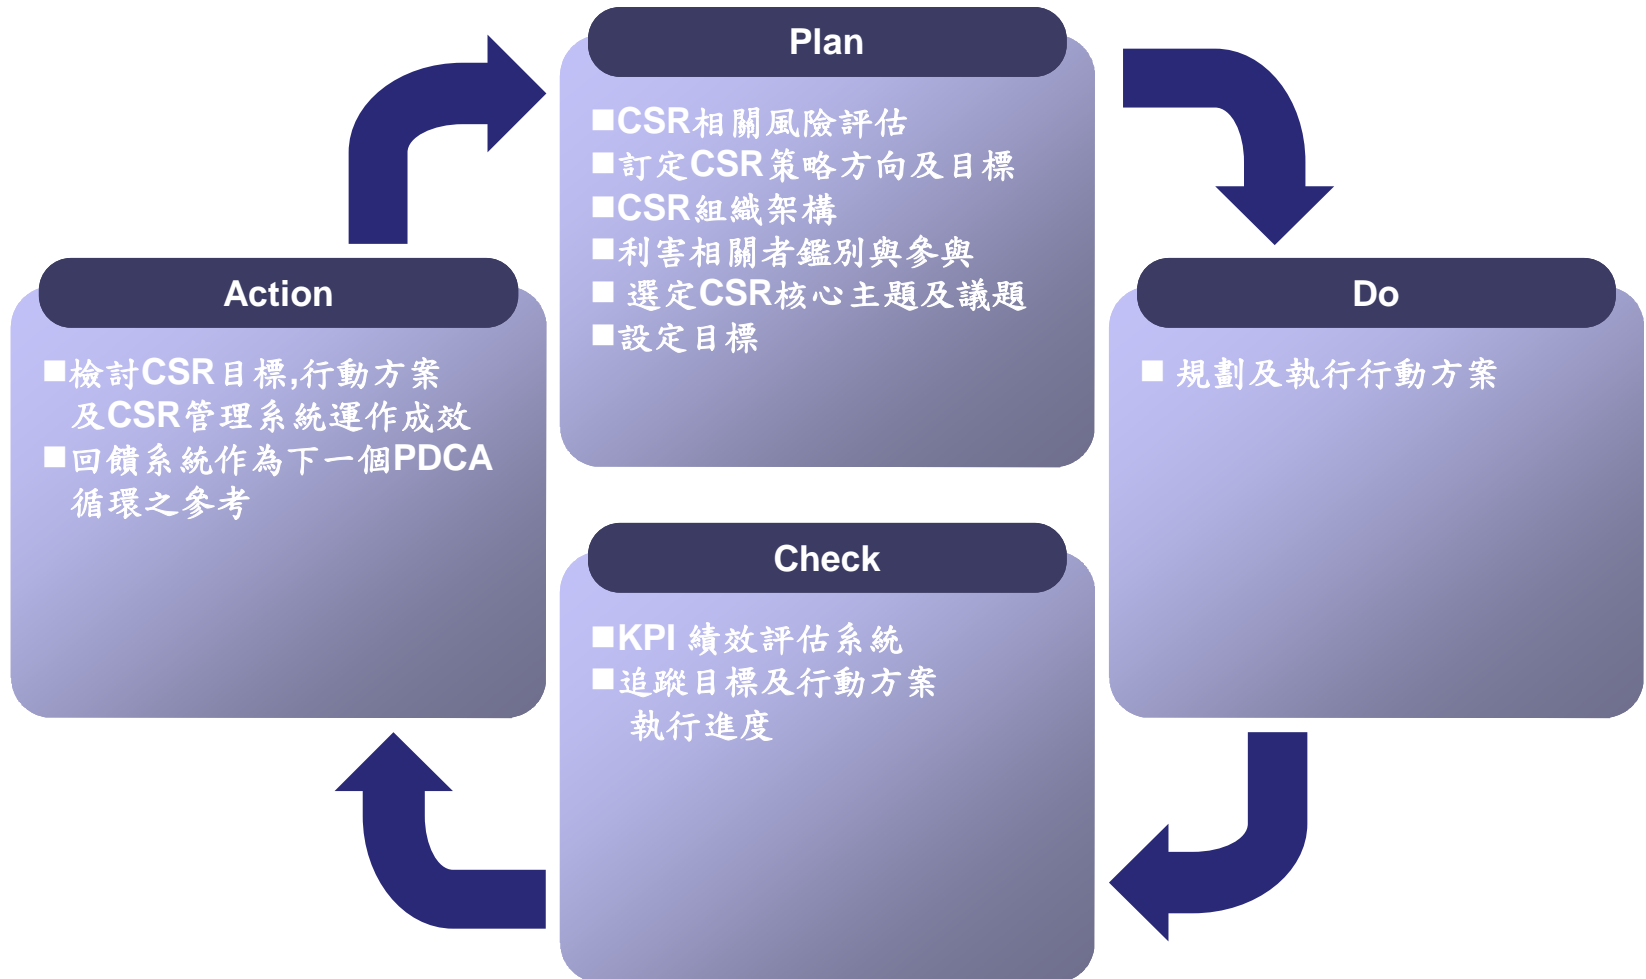 Plan
■CSR相關風險評估
■訂定CSR策略方向及目標
■CSR組織架構
■利害相關者鑑別與參與
■ 選定CSR核心主題及議題
■設定目標
Do
■ 規劃及執行行動方案
Check
■KPI 績效評估系統
■追蹤目標及行動方案
執行進度
Action
■檢討CSR目標,行動方案
及CSR管理系統運作成效
■回饋系統作為下一個PDCA
循環之參考